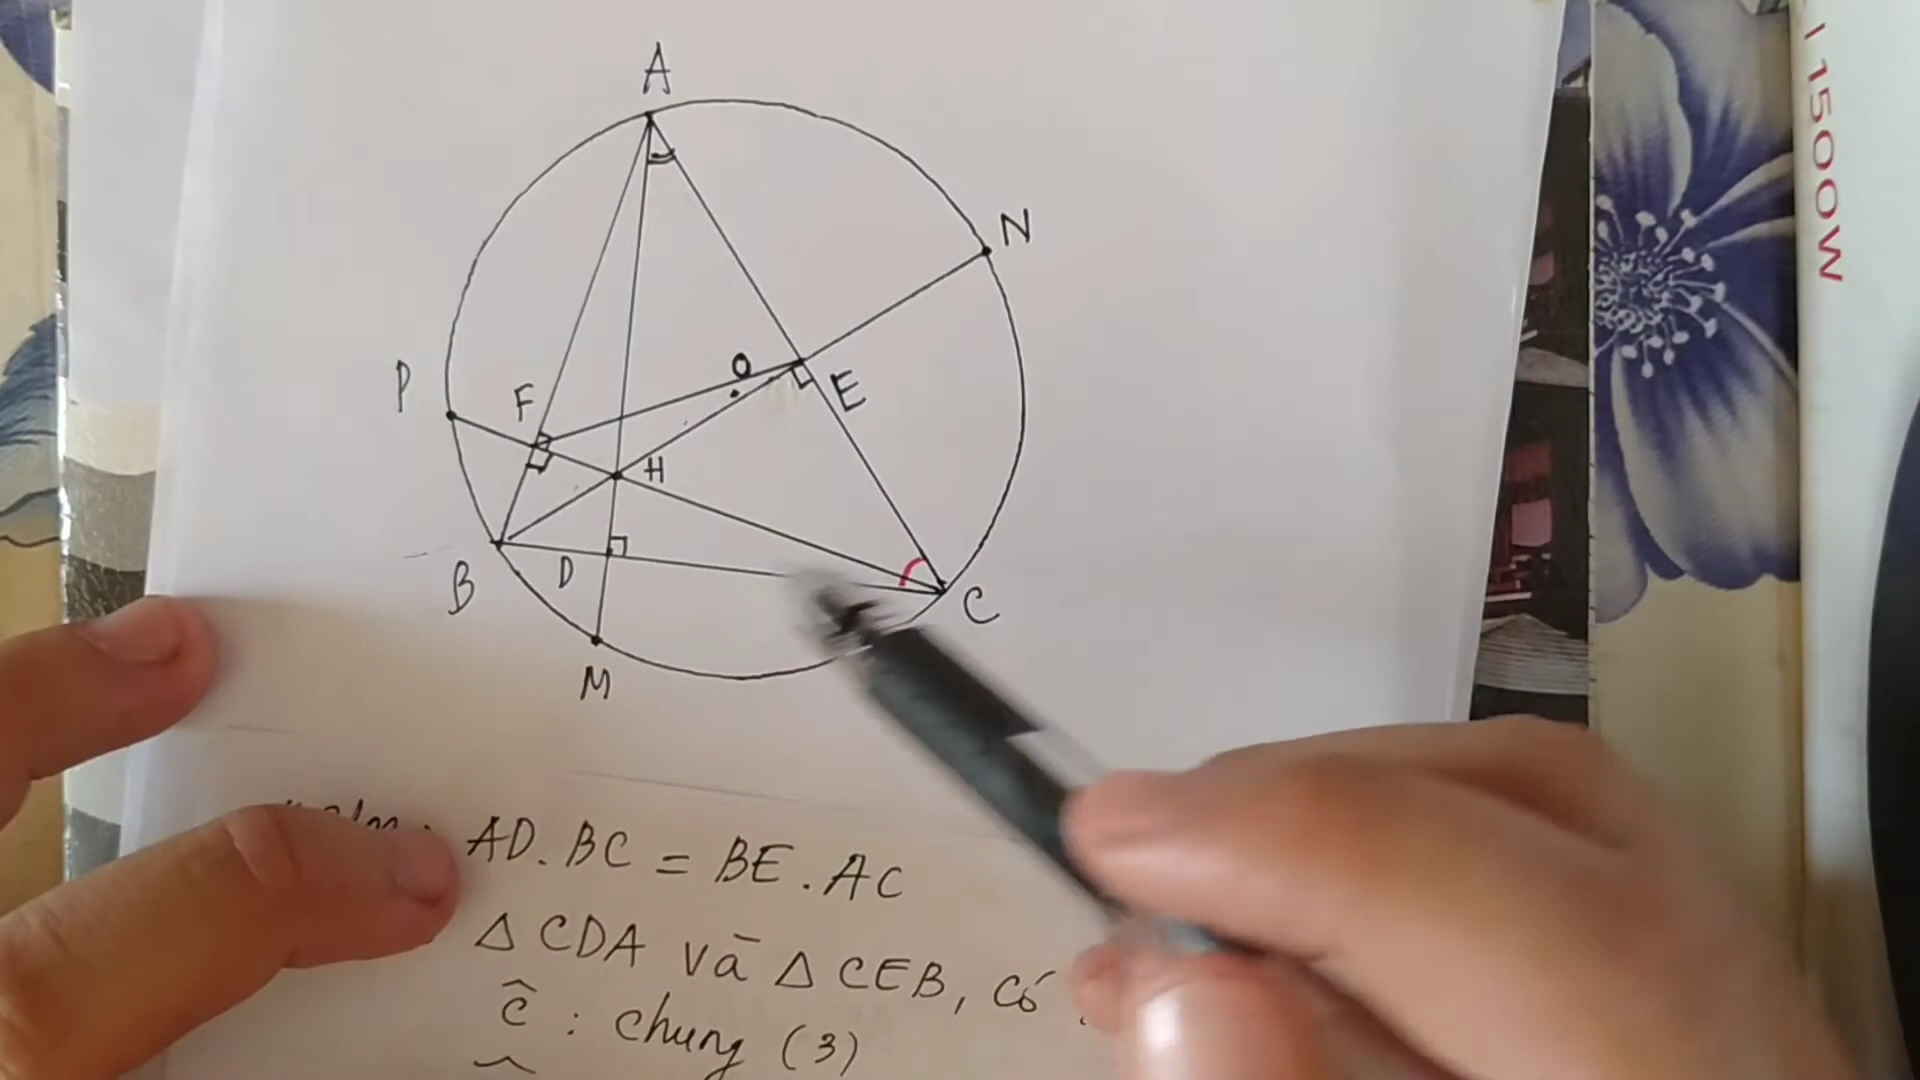 A
N
P
F
O
E
H
B
D
C
M
AD. BC = BE. AC
Δ CDA và Δ CEB, có
ĉ : chung (3)
1500W